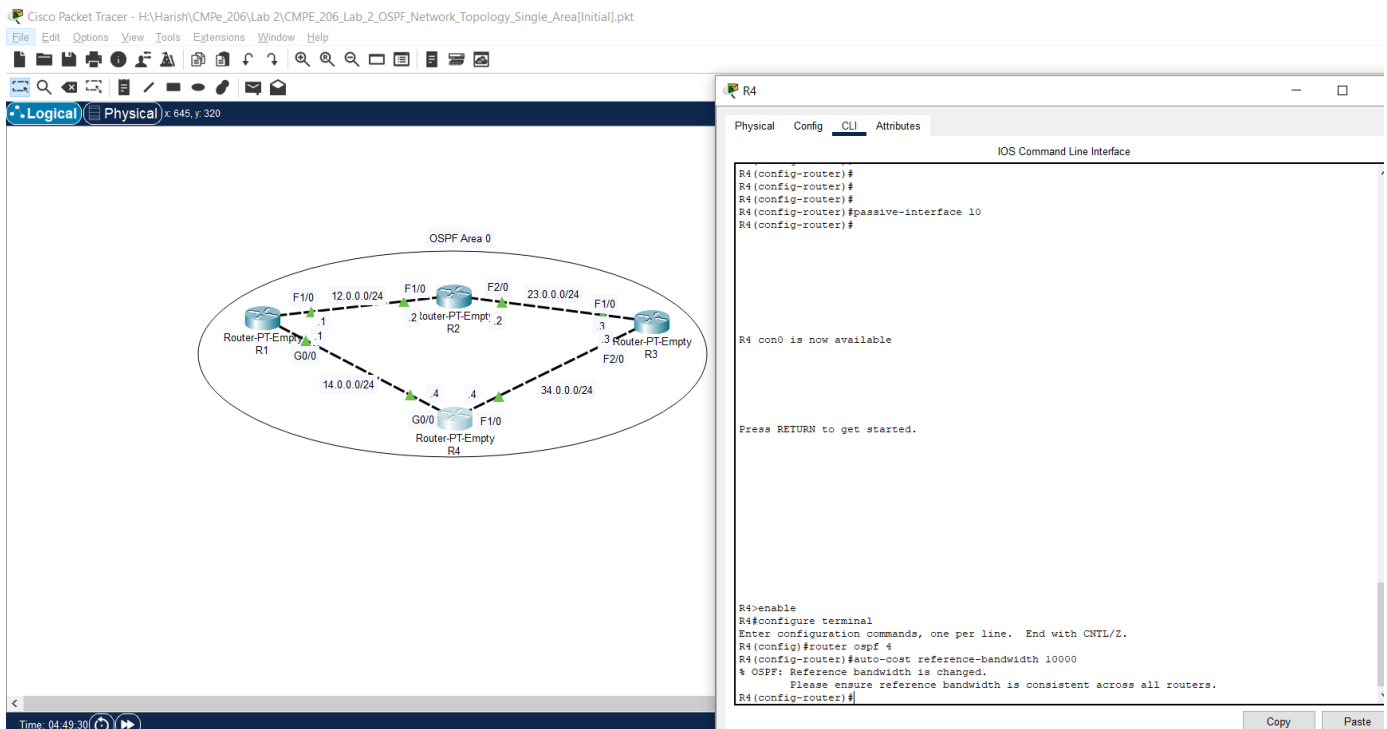 Cisco Packet Tracer - H:\Harish\CMPe_206\Lab 2\CMPE_206_Lab_2_OSPF_Network_Topology_Single_Area[Initial].pkt
File Edit Options View Tools Extensions Window Help
Logical Physical x: 645, y: 320
OSPF Area 0
F1/0 12.0.0.0/24 F1/0 F2/0 23.0.0.0/24 F1/0
.1 .2 Router-PT-Empty .2 .3
R2
Router-PT-Empty .1 .3 Router-PT-Empty
R1 G0/0 F2/0 R3
14.0.0.0/24 .4 .4 34.0.0.0/24
G0/0 F1/0
Router-PT-Empty
R4
Time: 04:49:30
R4
Physical Config CLI Attributes
IOS Command Line Interface
R4(config-router)#
R4(config-router)#
R4(config-router)#
R4(config-router)#passive-interface l0
R4(config-router)#
R4 con0 is now available
Press RETURN to get started.
R4>enable
R4#configure terminal
Enter configuration commands, one per line. End with CNTL/Z.
R4(config)#router ospf 4
R4(config-router)#auto-cost reference-bandwidth 10000
% OSPF: Reference bandwidth is changed.
Please ensure reference bandwidth is consistent across all routers.
R4(config-router)#
Copy Paste